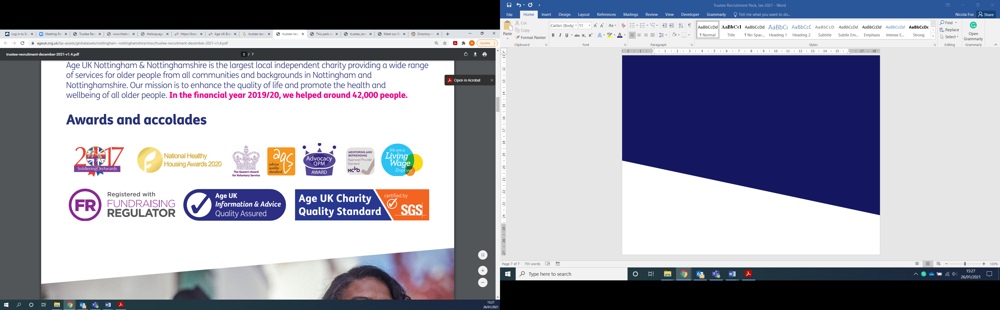 Log in to Br
Meeting Reg
Trustee Recr
www.theloop
theloop.age
https://bran
Age UK Bran
trustee recru
trustee-recr
This pack co
trustee_recru
Meet our Bo
Directory —
ageuk.org.uk/bp-assets/globalassets/nottingham--nottinghamshire/misc/trustee-recruitment-december-2021-v1.4.pdf
N
Update
trustee-recruitment-december-2021-v1.4.pdf
2 / 7
Open in Acrobat
Age UK Nottingham & Nottinghamshire is the largest local independent charity providing a wide range
of services for older people from all communities and backgrounds in Nottingham and
Nottinghamshire. Our mission is to enhance the quality of life and promote the health and
wellbeing of all older people. In the financial year 2019/20, we helped around 42,000 people.
Awards and accolades
2017
SoldieringOnAwards
National Healthy
Housing Awards 2020
The Queen's Award
for Voluntary Service
aqs
advice
quality
standard
Advocacy
QPM
AWARD
MENTORING AND
BEFRIENDING
Approved Provider
Standard
NCVO
We are a
Living
Wage
Employer
FR
Registered with
FUNDRAISING
REGULATOR
Age UK
Information & Advice
Quality Assured
Age UK Charity
Quality Standard
certified by
SGS
15:27
26/01/2021
Trustee Recruitment Pack, Jan 2021 - Word
File Home Insert Design Layout References Mailings Review View Developer Grammarly Tell me what you want to do...
Nicola Fox Share
Paste
Cut
Copy
Format Painter
Clipboard
Calibri (Body) 11
Font
Paragraph
AaBbCcDd AaBbCcI AaBbCcDd AaBbCc AaBbCcE AaBbCcD AaBbCcDd AaBbCcDd AaBbCcDd AaBbCcDc
¶ Normal Title ¶ No Spac... Heading 1 Heading 2 Subtitle Subtle Em... Emphasis Intense E... Strong
Styles
Find
Replace
Select
Editing
Open
Grammarly
Grammarly
Page 7 of 7 755 words
100%
Type here to search
15:27
26/01/2021